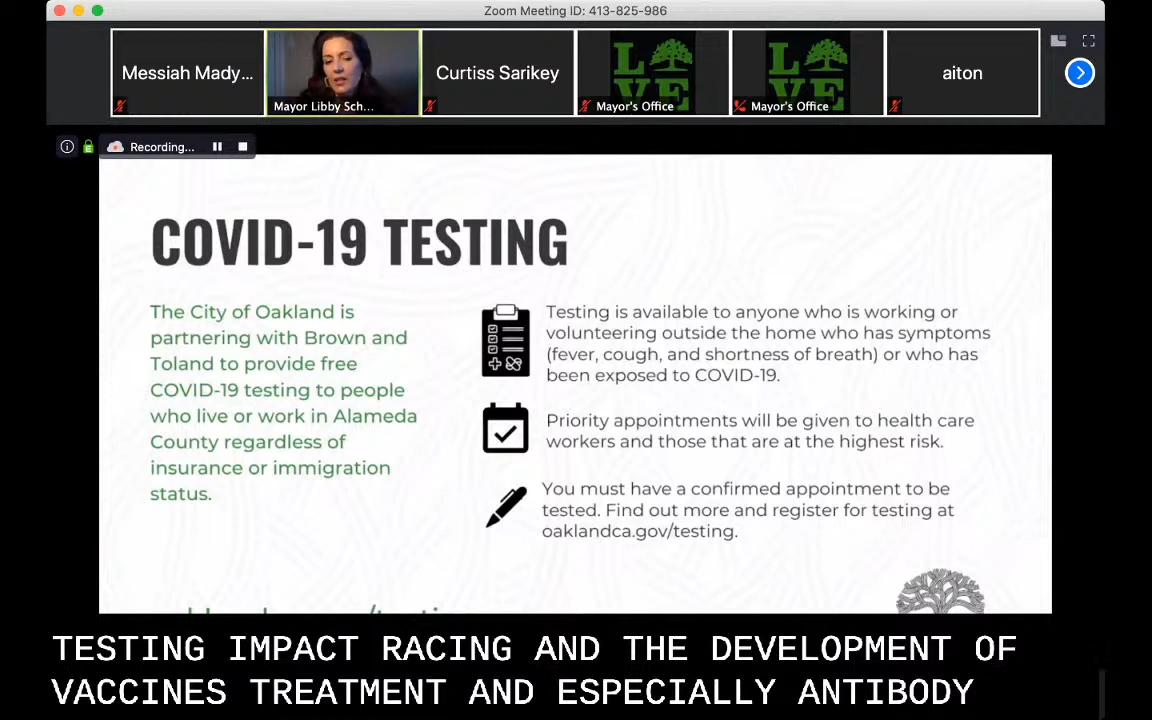 Zoom Meeting ID: 413-825-986
Messiah Mady...
Mayor Libby Sch...
Curtiss Sarikey
LOVE
Mayor's Office
LOVE
Mayor's Office
aiton
Recording...
COVID-19 TESTING
The City of Oakland is
partnering with Brown and
Toland to provide free
COVID-19 testing to people
who live or work in Alameda
County regardless of
insurance or immigration
status.
Testing is available to anyone who is working or
volunteering outside the home who has symptoms
(fever, cough, and shortness of breath) or who has
been exposed to COVID-19.
Priority appointments will be given to health care
workers and those that are at the highest risk.
You must have a confirmed appointment to be
tested. Find out more and register for testing at
oaklandca.gov/testing.
TESTING IMPACT RACING AND THE DEVELOPMENT OF
VACCINES TREATMENT AND ESPECIALLY ANTIBODY